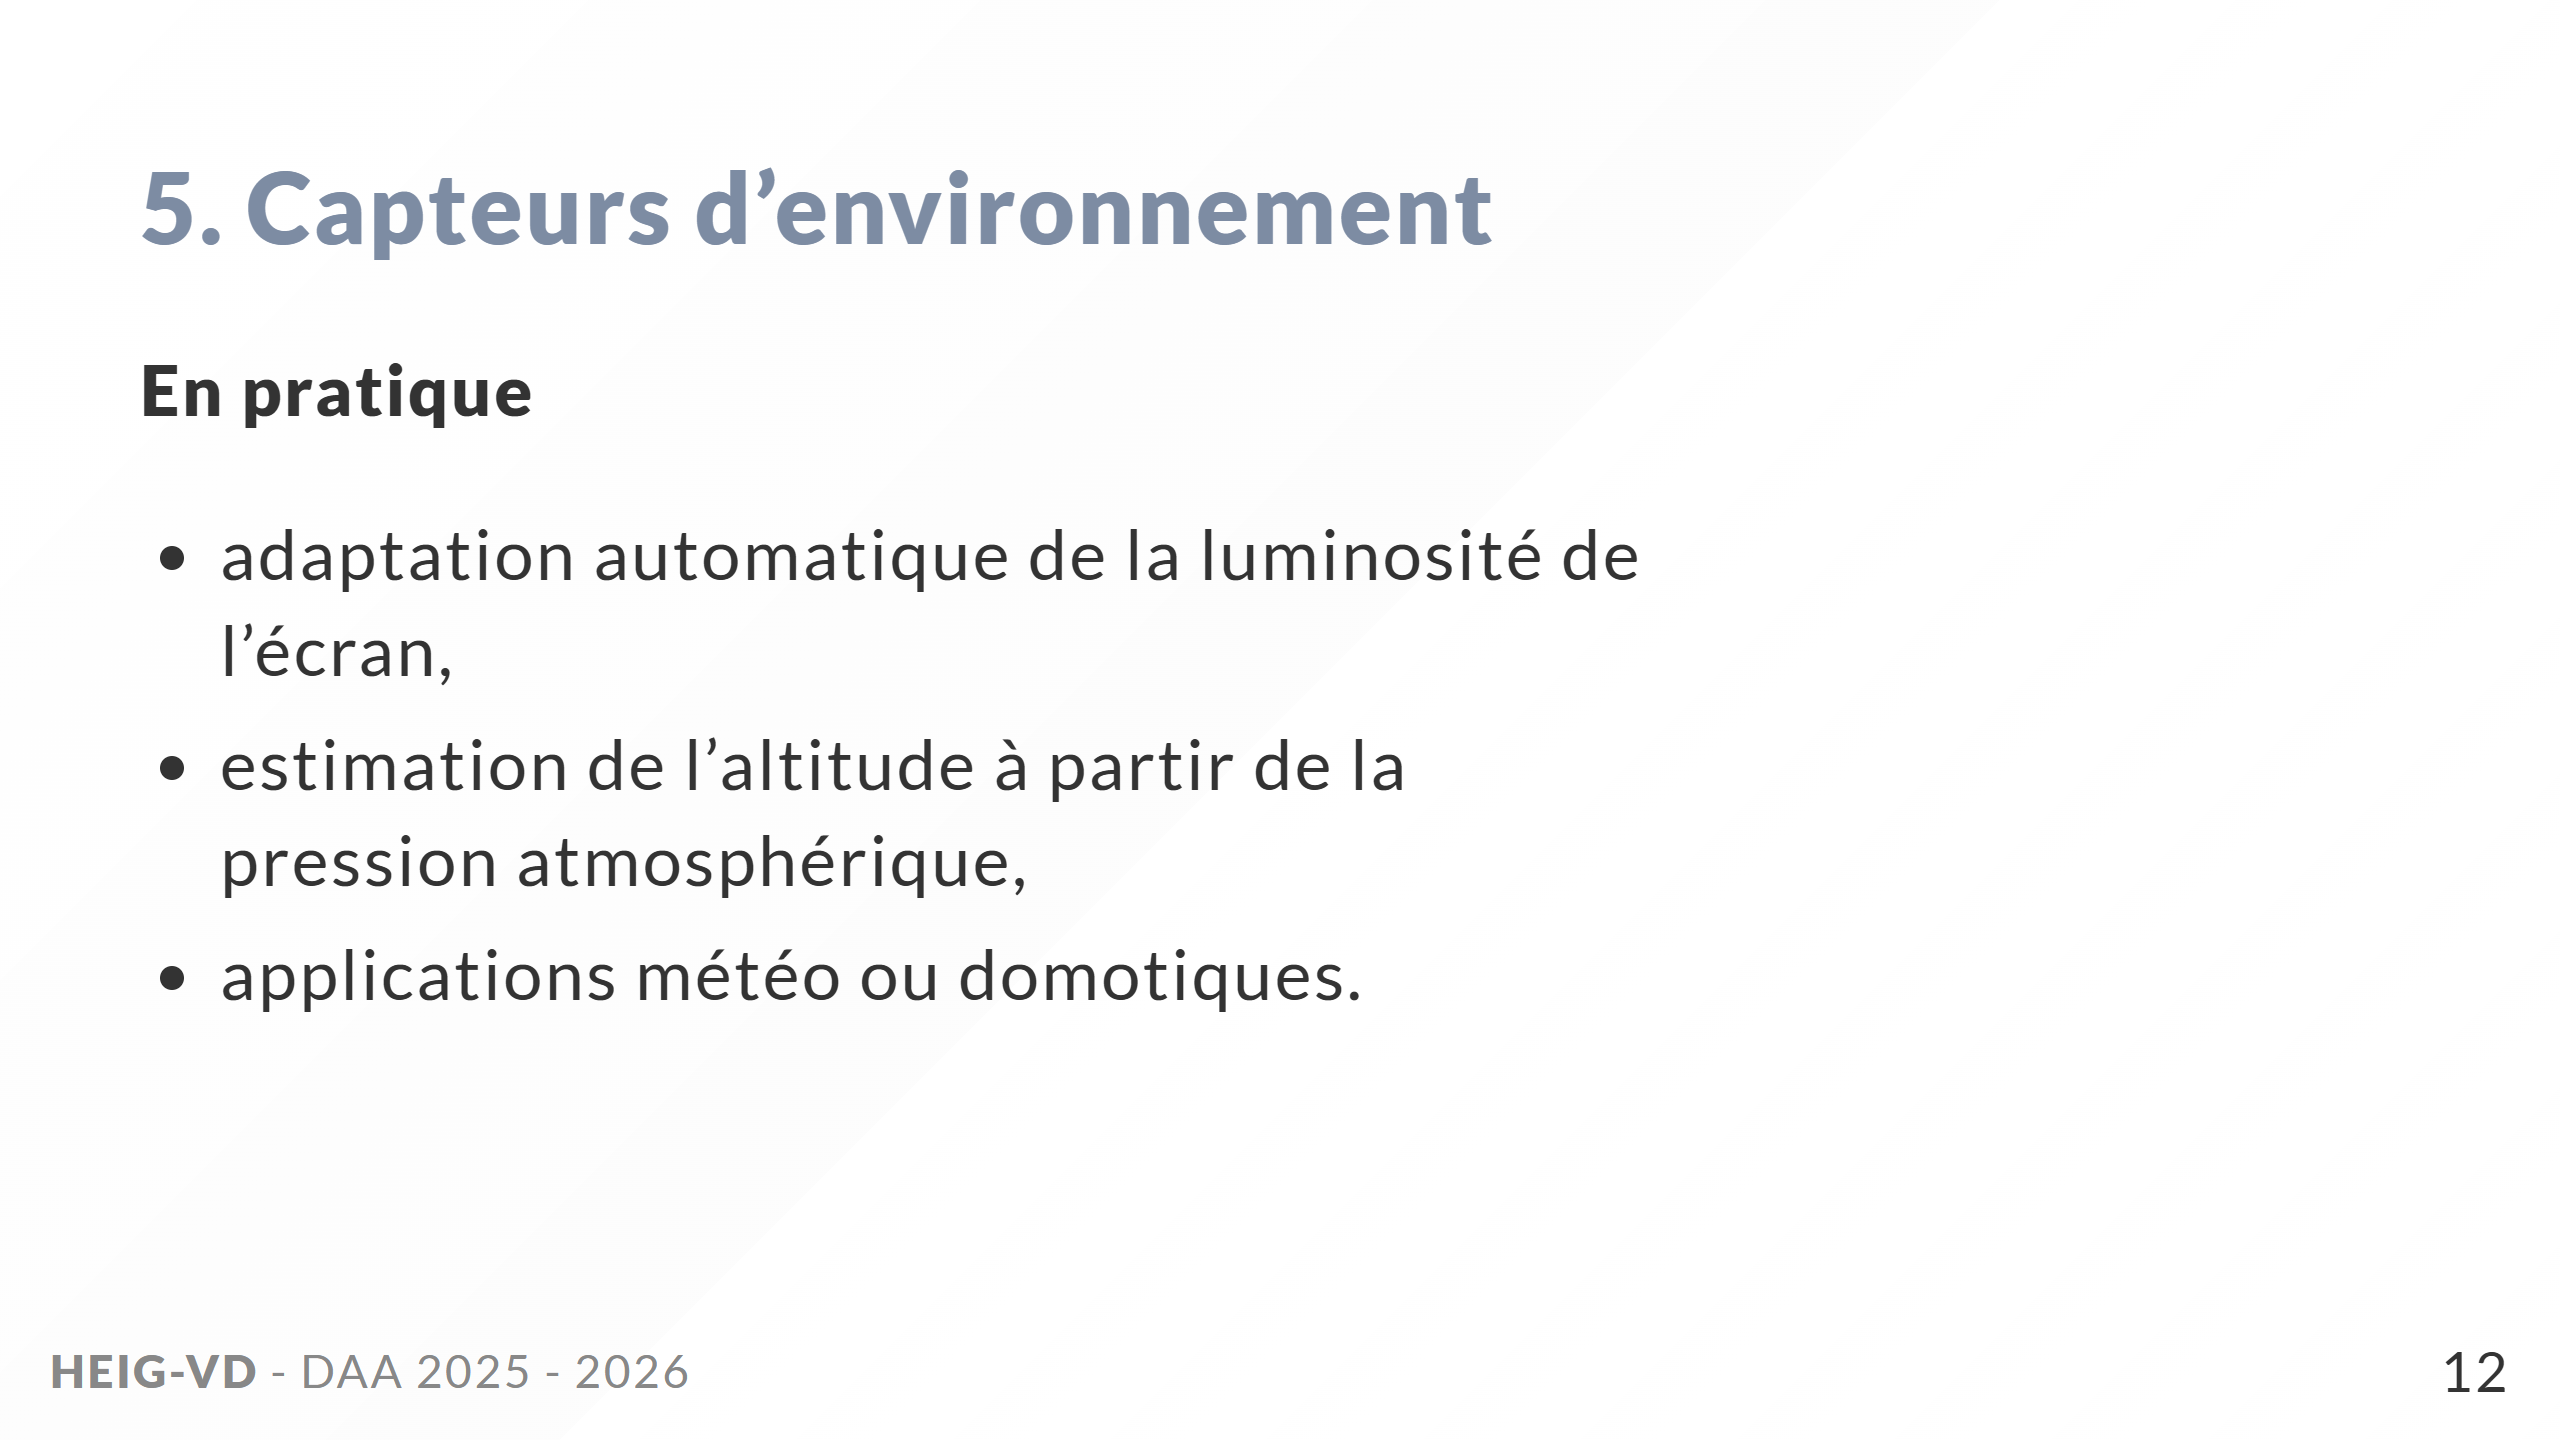 5. Capteurs d’environnement
En pratique
• adaptation automatique de la luminosité de
l’écran,
• estimation de l’altitude à partir de la
pression atmosphérique,
• applications météo ou domotiques.
HEIG-VD - DAA 2025 - 2026
12